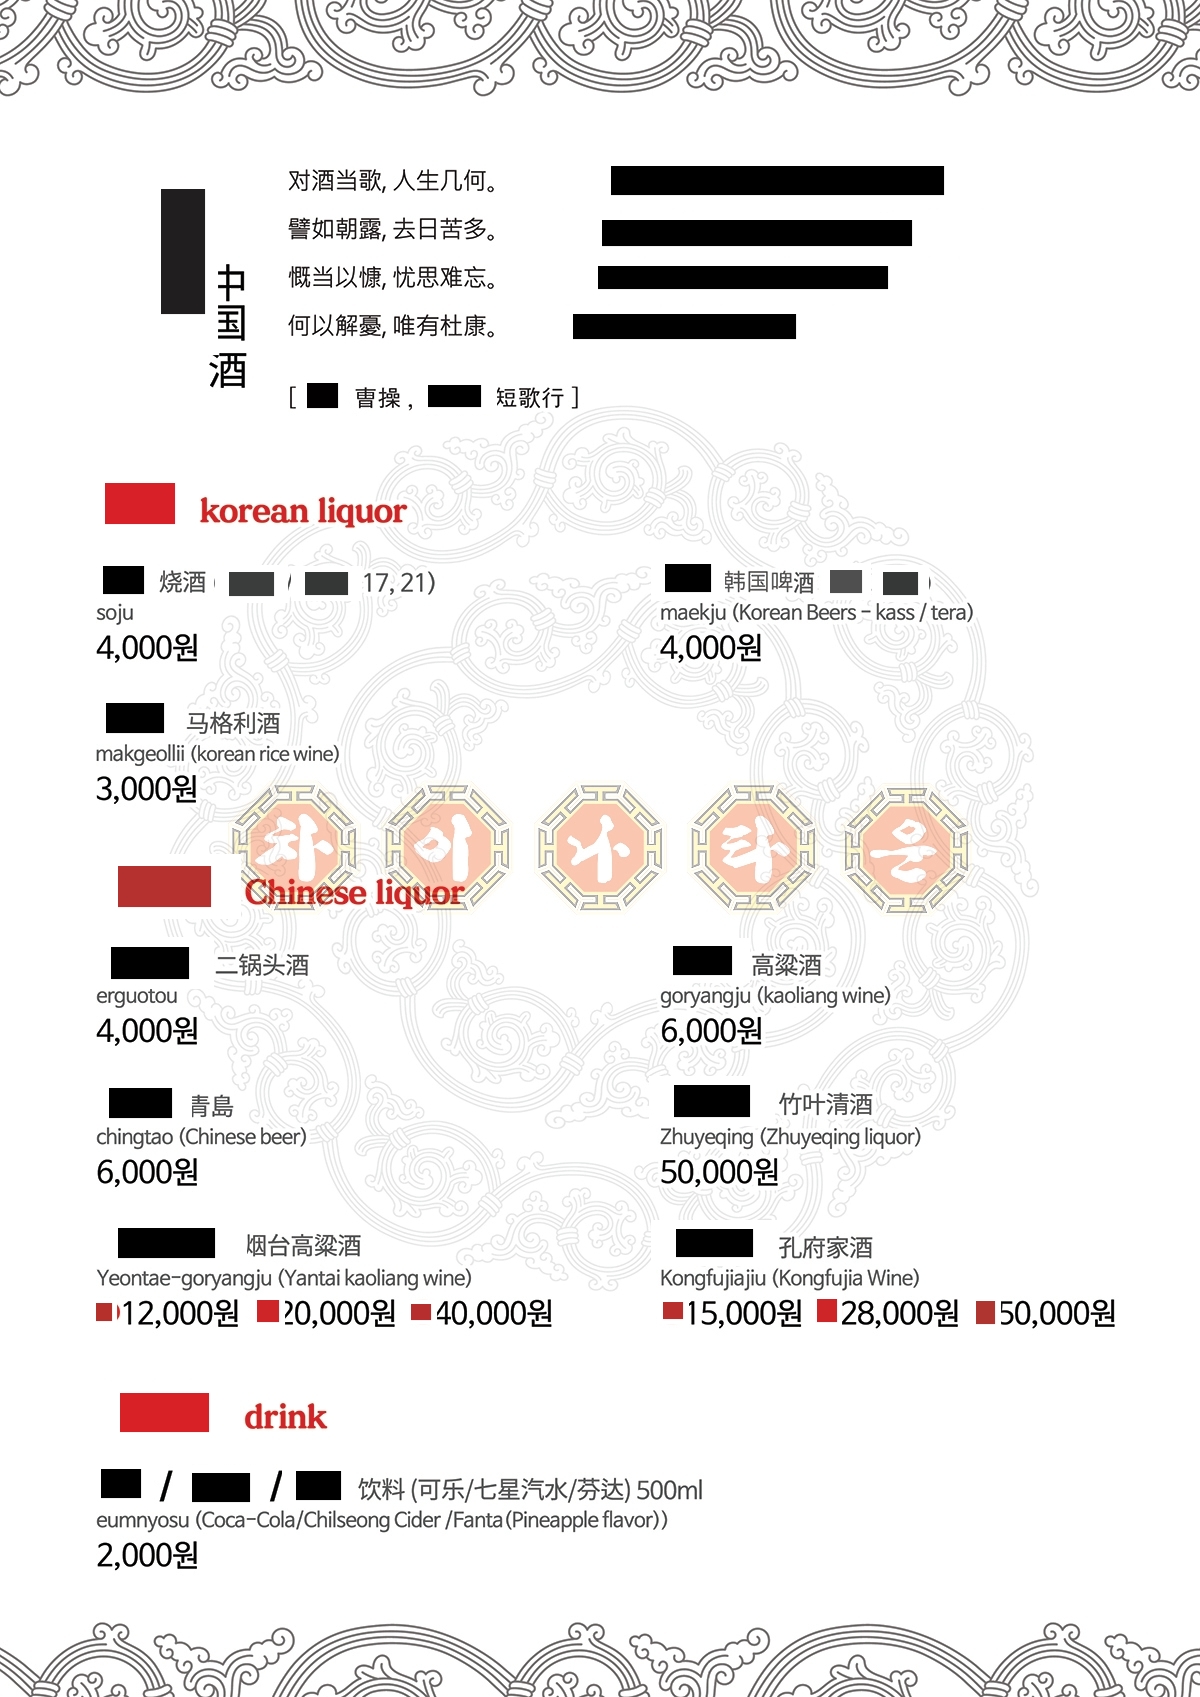 中国酒
对酒当歌, 人生几何。
譬如朝露, 去日苦多。
慨当以慷, 忧思难忘。
何以解憂, 唯有杜康。
[ 曹操 , 短歌行 ]
korean liquor
烧酒 ( / 17, 21)
soju
4,000원
韩国啤酒 )
maekju (Korean Beers - kass / tera)
4,000원
马格利酒
makgeollii (korean rice wine)
3,000원
차이나타운
Chinese liquor
二锅头酒
erguotou
4,000원
高粱酒
goryangju (kaoliang wine)
6,000원
青島
chingtao (Chinese beer)
6,000원
竹叶清酒
Zhuyeqing (Zhuyeqing liquor)
50,000원
烟台高粱酒
Yeontae-goryangju (Yantai kaoliang wine)
12,000원 20,000원 40,000원
孔府家酒
Kongfujiajiu (Kongfujia Wine)
15,000원 28,000원 50,000원
drink
/ / 饮料 (可乐/七星汽水/芬达) 500ml
eumnyosu (Coca-Cola/Chilseong Cider /Fanta(Pineapple flavor))
2,000원